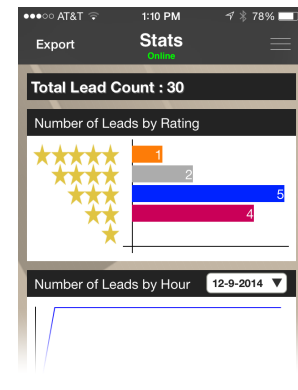 AT&T 1:10 PM 78%
Export Stats
Online
Total Lead Count : 30
Number of Leads by Rating
1
2
5
4
Number of Leads by Hour 12-9-2014